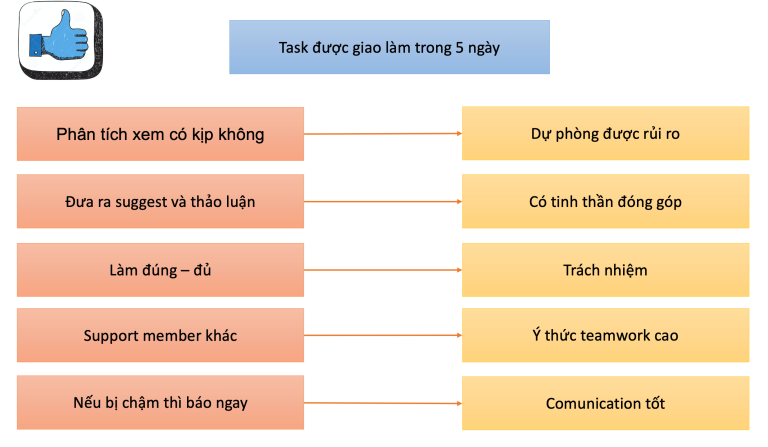 Task được giao làm trong 5 ngày
Phân tích xem có kịp không
Dự phòng được rủi ro
Đưa ra suggest và thảo luận
Có tinh thần đóng góp
Làm đúng – đủ
Trách nhiệm
Support member khác
Ý thức teamwork cao
Nếu bị chậm thì báo ngay
Comunication tốt